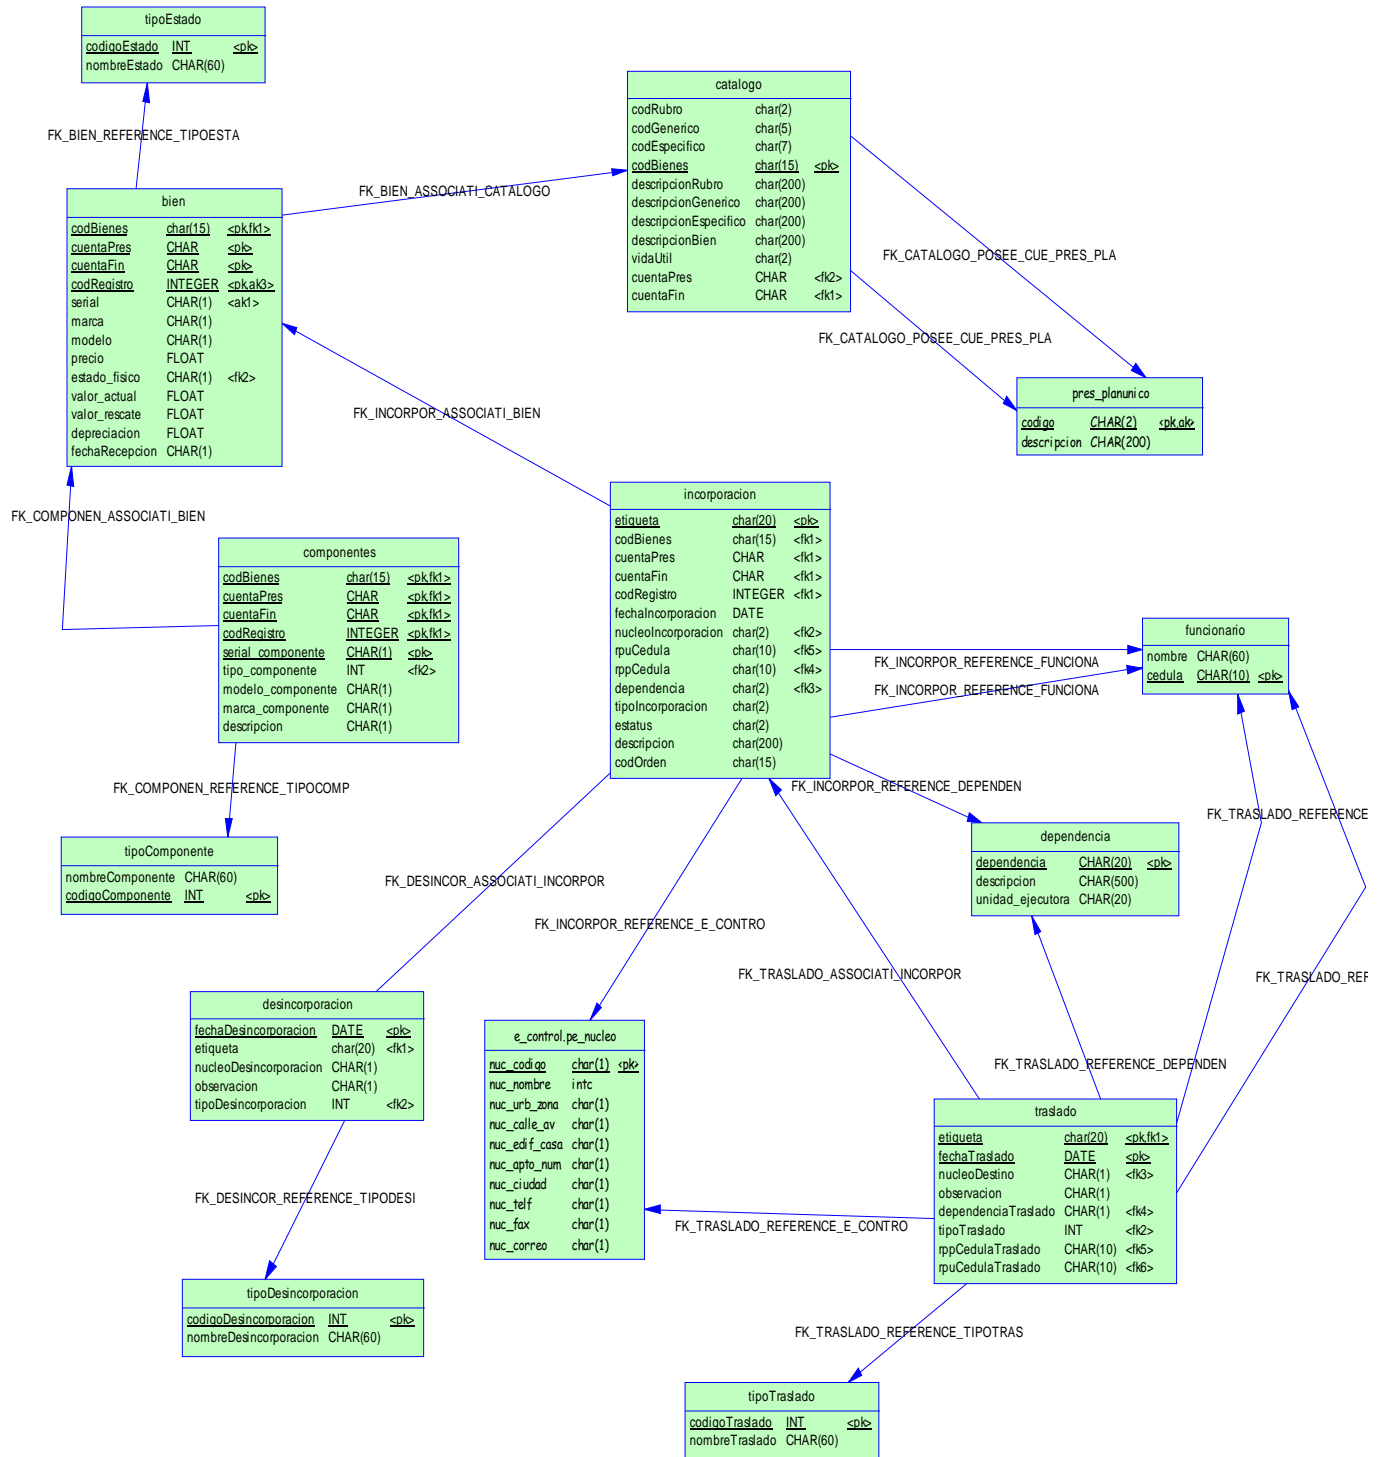 tipoEstado
codigoEstado INT <pk>
nombreEstado CHAR(60)
FK_BIEN_REFERENCE_TIPOESTA
catalogo
codRubro char(2)
codGenerico char(5)
codEspecifico char(7)
codBienes char(15) <pk>
descripcionRubro char(200)
descripcionGenerico char(200)
descripcionEspecifico char(200)
descripcionBien char(200)
vidaUtil char(2)
cuentaPres CHAR <fk2>
cuentaFin CHAR <fk1>
FK_BIEN_ASSOCIATI_CATALOGO
bien
codBienes char(15) <pk,fk1>
cuentaPres CHAR <pk>
cuentaFin CHAR <pk>
codRegistro INTEGER <pk,ak3>
serial CHAR(1) <ak1>
marca CHAR(1)
modelo CHAR(1)
precio FLOAT
estado_fisico CHAR(1) <fk2>
valor_actual FLOAT
valor_rescate FLOAT
depreciacion FLOAT
fechaRecepcion CHAR(1)
FK_CATALOGO_POSEE_CUE_PRES_PLA
FK_CATALOGO_POSEE_CUE_PRES_PLA
pres_planunico
codigo CHAR(2) <pk,ak>
descripcion CHAR(200)
FK_INCORPOR_ASSOCIATI_BIEN
FK_COMPONEN_ASSOCIATI_BIEN
incorporacion
etiqueta char(20) <pk>
codBienes char(15) <fk1>
cuentaPres CHAR <fk1>
cuentaFin CHAR <fk1>
codRegistro INTEGER <fk1>
fechaIncorporacion DATE
nucleoIncorporacion char(2) <fk2>
rpuCedula char(10) <fk5>
rppCedula char(10) <fk4>
dependencia char(2) <fk3>
tipoIncorporacion char(2)
estatus char(2)
descripcion char(200)
codOrden char(15)
componentes
codBienes char(15) <pk,fk1>
cuentaPres CHAR <pk,fk1>
cuentaFin CHAR <pk,fk1>
codRegistro INTEGER <pk,fk1>
serial_componente CHAR(1) <pk>
tipo_componente INT <fk2>
modelo_componente CHAR(1)
marca_componente CHAR(1)
descripcion CHAR(1)
funcionario
nombre CHAR(60)
cedula CHAR(10) <pk>
FK_INCORPOR_REFERENCE_FUNCIONA
FK_INCORPOR_REFERENCE_FUNCIONA
FK_COMPONEN_REFERENCE_TIPOCOMP
FK_INCORPOR_REFERENCE_DEPENDEN
FK_TRASLADO_REFERENCE
tipoComponente
nombreComponente CHAR(60)
codigoComponente INT <pk>
dependencia
dependencia CHAR(20) <pk>
descripcion CHAR(500)
unidad_ejecutora CHAR(20)
FK_DESINCOR_ASSOCIATI_INCORPOR
FK_INCORPOR_REFERENCE_E_CONTRO
FK_TRASLADO_ASSOCIATI_INCORPOR
FK_TRASLADO_REF
desincorporacion
fechaDesincorporacion DATE <pk>
etiqueta char(20) <fk1>
nucleoDesincorporacion CHAR(1)
observacion CHAR(1)
tipoDesincorporacion INT <fk2>
e_control.pe_nucleo
nuc_codigo char(1) <pk>
nuc_nombre intc
nuc_urb_zona char(1)
nuc_calle_av char(1)
nuc_edif_casa char(1)
nuc_apto_num char(1)
nuc_ciudad char(1)
nuc_telf char(1)
nuc_fax char(1)
nuc_correo char(1)
FK_TRASLADO_REFERENCE_DEPENDEN
traslado
etiqueta char(20) <pk,fk1>
fechaTraslado DATE <pk>
nucleoDestino CHAR(1) <fk3>
observacion CHAR(1)
dependenciaTraslado CHAR(1) <fk4>
tipoTraslado INT <fk2>
rppCedulaTraslado CHAR(10) <fk5>
rpuCedulaTraslado CHAR(10) <fk6>
FK_DESINCOR_REFERENCE_TIPODESI
FK_TRASLADO_REFERENCE_E_CONTRO
tipoDesincorporacion
codigoDesincorporacion INT <pk>
nombreDesincorporacion CHAR(60)
FK_TRASLADO_REFERENCE_TIPOTRAS
tipoTraslado
codigoTraslado INT <pk>
nombreTraslado CHAR(60)